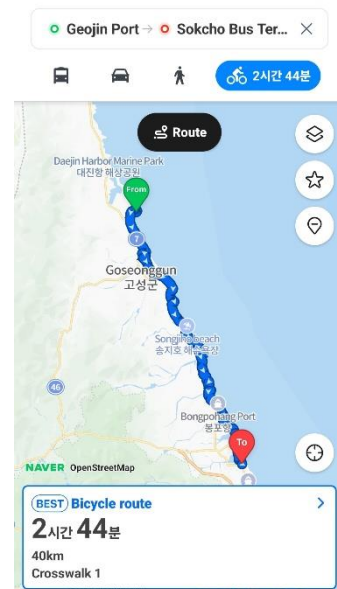 Geojin Port → Sokcho Bus Ter... ×
2시간 44분
Route
Daejin Harbor Marine Park
대진항 해상공원
From
7
Goseonggun
고성군
Songjiho beach
송지호 해수욕장
46
Bongpohang Port
봉포항
To
NAVER OpenStreetMap
BEST Bicycle route
2시간 44분
40km
Crosswalk 1